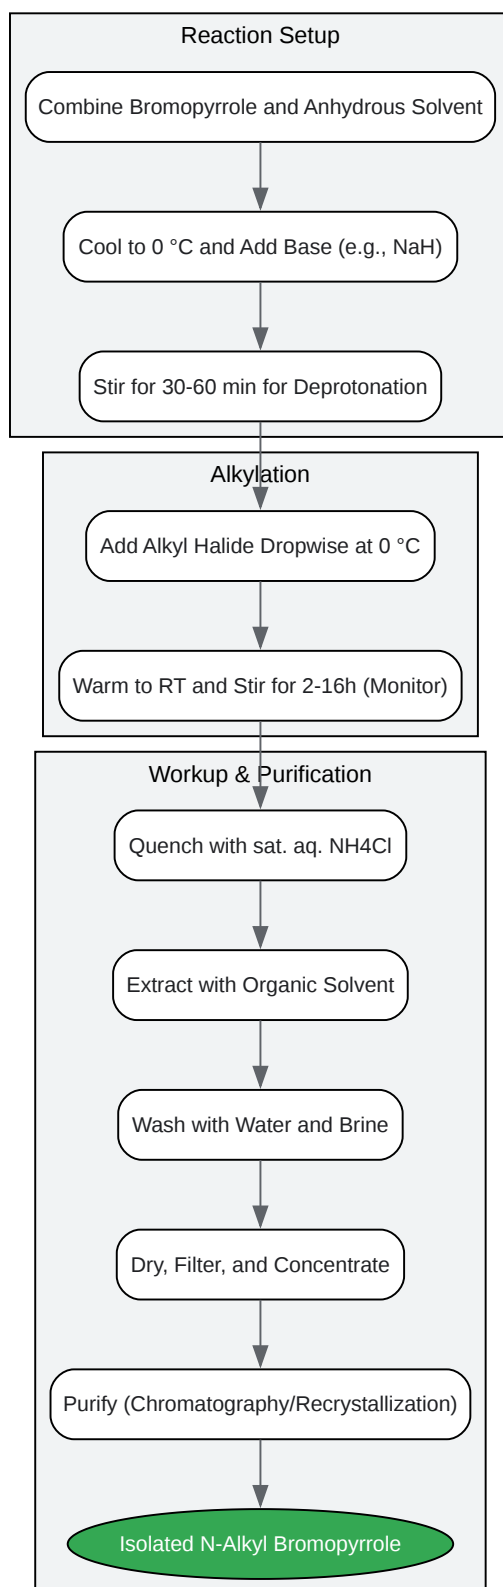 Reaction Setup
Combine Bromopyrrole and Anhydrous Solvent
Cool to 0 °C and Add Base (e.g., NaH)
Stir for 30-60 min for Deprotonation
Alkylation
Add Alkyl Halide Dropwise at 0 °C
Warm to RT and Stir for 2-16h (Monitor)
Workup & Purification
Quench with sat. aq. NH4Cl
Extract with Organic Solvent
Wash with Water and Brine
Dry, Filter, and Concentrate
Purify (Chromatography/Recrystallization)
Isolated N-Alkyl Bromopyrrole